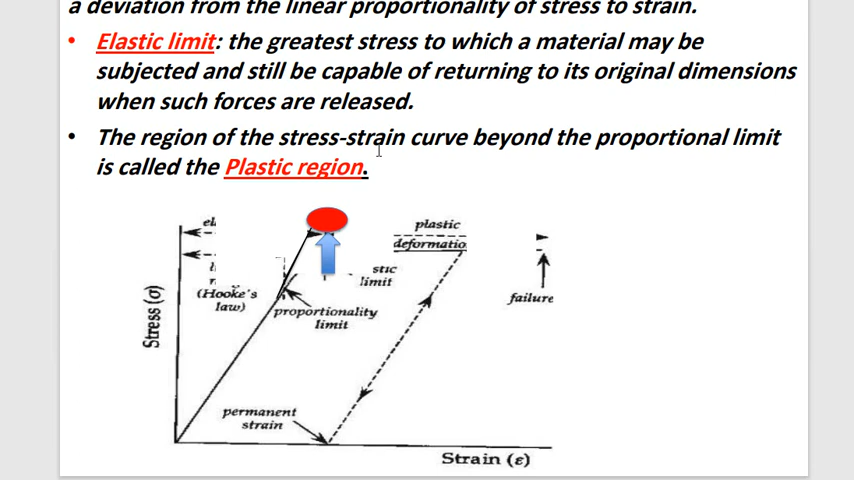 a deviation from the linear proportionality of stress to strain.
• Elastic limit: the greatest stress to which a material may be
subjected and still be capable of returning to its original dimensions
when such forces are released.
• The region of the stress-strain curve beyond the proportional limit
is called the Plastic region.
plastic
deformatio
stic
limit
(Hooke's
law)
failure
proportionality
limit
Stress (σ)
permanent
strain
Strain (ε)